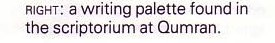 RIGHT: a writing palette found in
the scriptorium at Qumran.